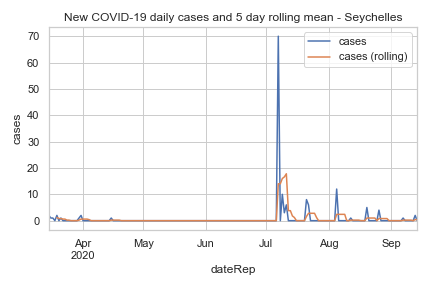 New COVID-19 daily cases and 5 day rolling mean - Seychelles
cases
cases (rolling)
70
60
50
40
30
20
10
0
cases
Apr
2020
May
Jun
Jul
Aug
Sep
dateRep